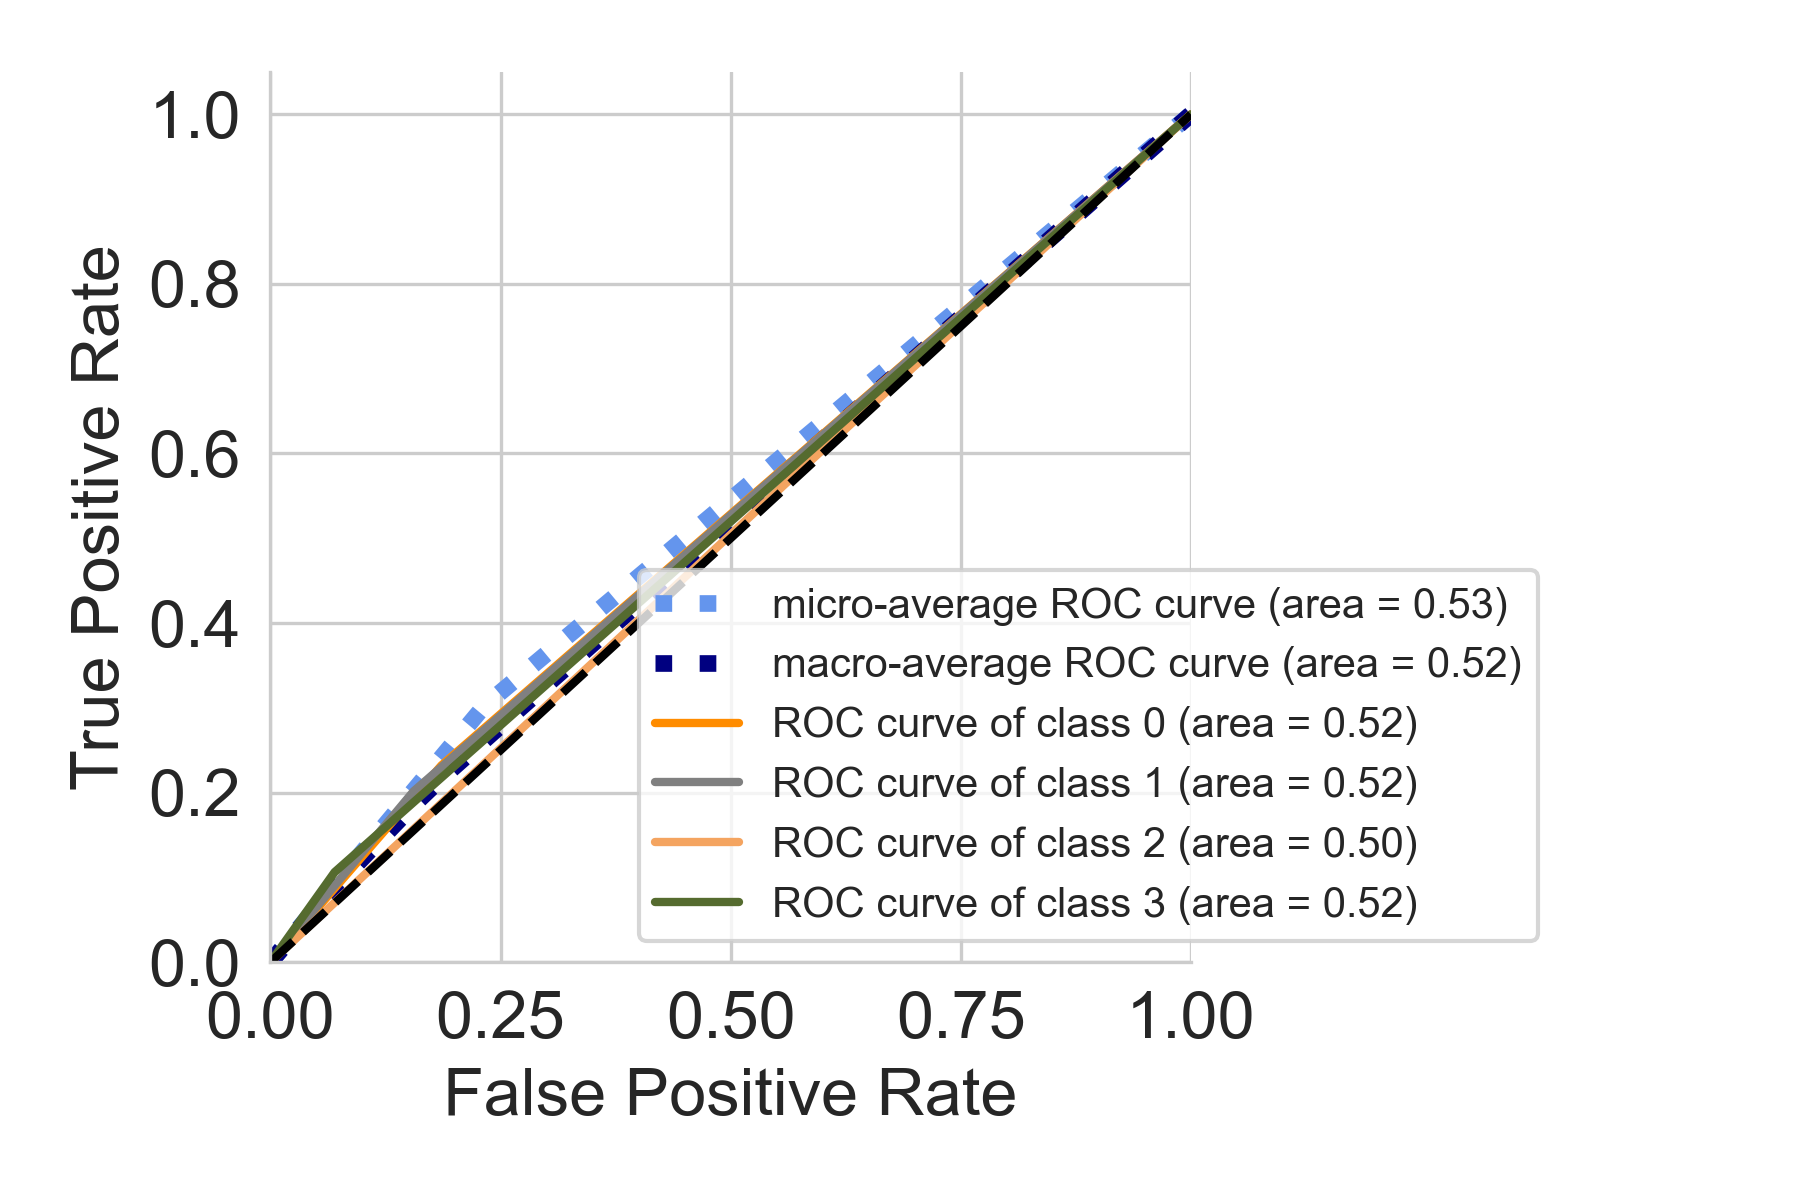 True Positive Rate
1.0
0.8
0.6
0.4
0.2
0.0
0.00 0.25 0.50 0.75 1.00
False Positive Rate
micro-average ROC curve (area = 0.53)
macro-average ROC curve (area = 0.52)
ROC curve of class 0 (area = 0.52)
ROC curve of class 1 (area = 0.52)
ROC curve of class 2 (area = 0.50)
ROC curve of class 3 (area = 0.52)